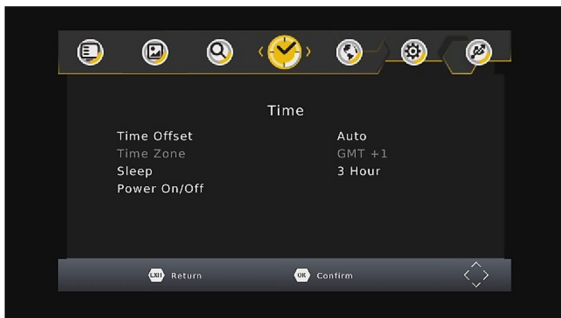 Time
Time Offset Auto
Time Zone GMT +1
Sleep 3 Hour
Power On/Off
EXIT Return OK Confirm